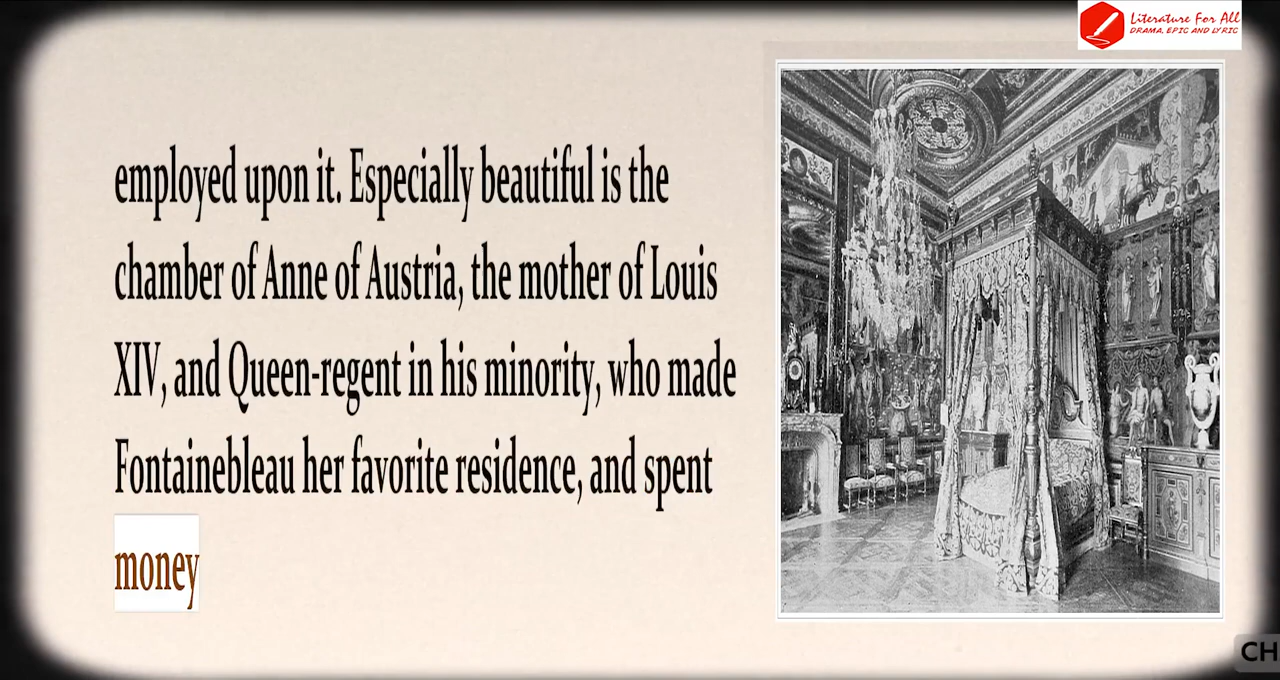 Literature For All
DRAMA, EPIC AND LYRIC
employed upon it. Especially beautiful is the
chamber of Anne of Austria, the mother of Louis
XIV, and Queen-regent in his minority, who made
Fontainebleau her favorite residence, and spent
money
CH